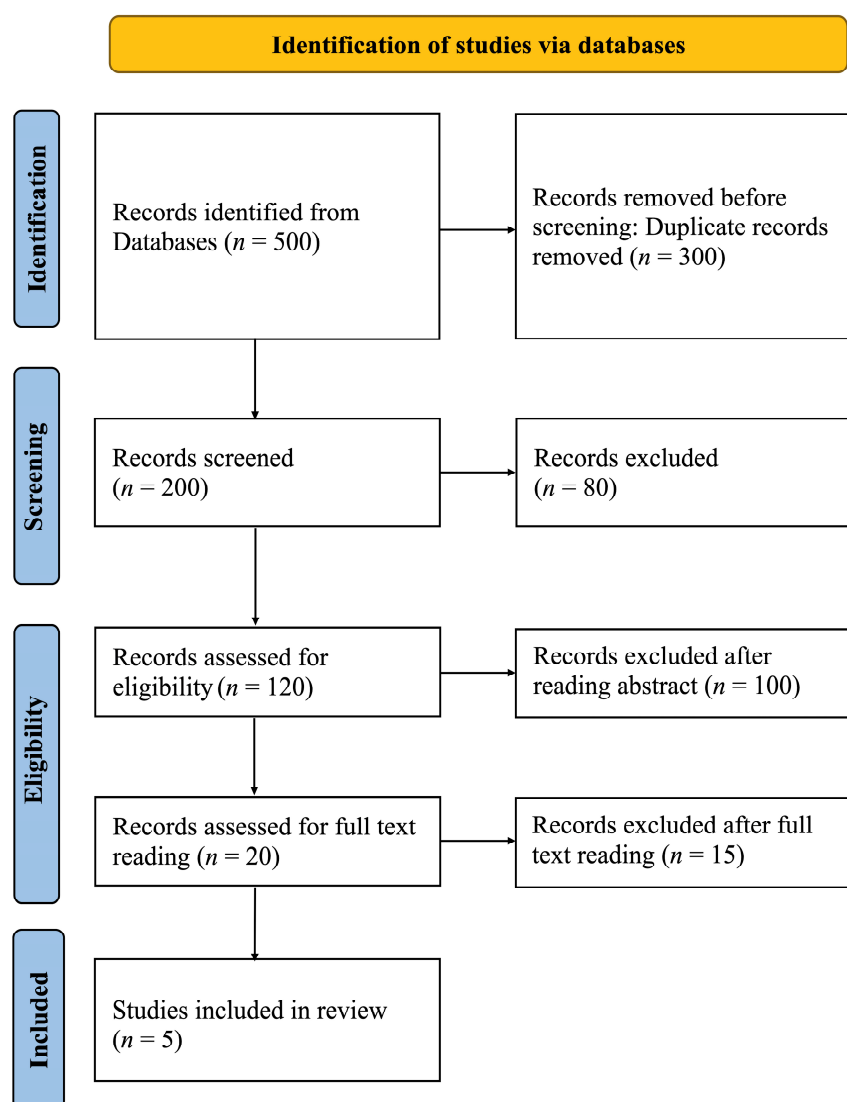 Identification of studies via databases
Identification
Records identified from
Databases (n = 500)
Records removed before
screening: Duplicate records
removed (n = 300)
Screening
Records screened
(n = 200)
Records excluded
(n = 80)
Eligibility
Records assessed for
eligibility (n = 120)
Records excluded after
reading abstract (n = 100)
Records assessed for full text
reading (n = 20)
Records excluded after full
text reading (n = 15)
Included
Studies included in review
(n = 5)